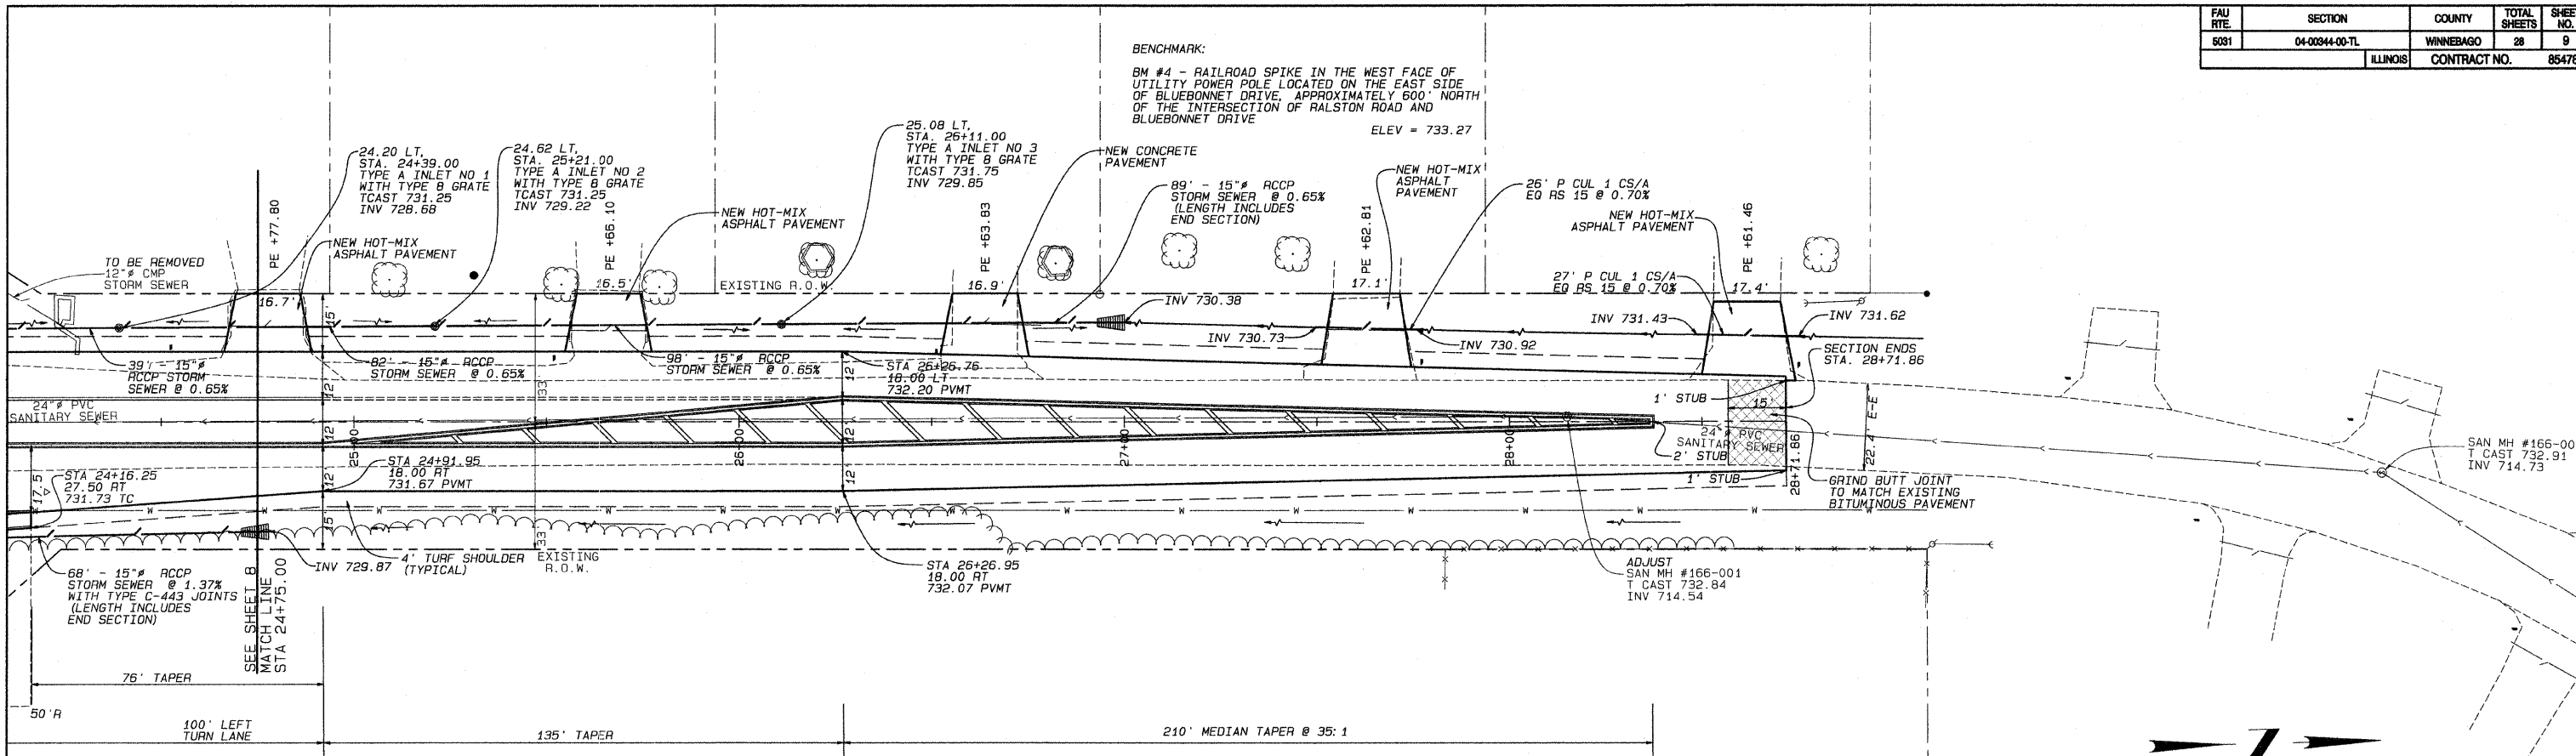 FAU RTE. SECTION COUNTY TOTAL SHEETS
5031 04-00344-00-TL WINNEBAGO 28 9
ILLINOIS CONTRACT NO.
BENCHMARK:
BM #4 - RAILROAD SPIKE IN THE WEST FACE OF
UTILITY POWER POLE LOCATED ON THE EAST SIDE
OF BLUEBONNET DRIVE, APPROXIMATELY 600' NORTH
OF THE INTERSECTION OF RALSTON ROAD AND
BLUEBONNET DRIVE
ELEV = 733.27
24.20 LT,
STA. 24+39.00
TYPE A INLET NO 1
WITH TYPE 8 GRATE
TCAST 731.25
INV 728.68
24.62 LT,
STA. 25+21.00
TYPE A INLET NO 2
WITH TYPE 8 GRATE
TCAST 731.25
INV 729.22
25.08 LT,
STA. 26+11.00
TYPE A INLET NO 3
WITH TYPE 8 GRATE
TCAST 731.75
INV 729.85
NEW CONCRETE
PAVEMENT
89' - 15"ø RCCP
STORM SEWER @ 0.65%
(LENGTH INCLUDES
END SECTION)
NEW HOT-MIX
ASPHALT
PAVEMENT
26' P CUL 1 CS/A
EQ RS 15 @ 0.70%
NEW HOT-MIX
ASPHALT PAVEMENT
PE +77.80
PE +66.10
PE +63.83
PE +62.81
PE +61.46
NEW HOT-MIX
ASPHALT PAVEMENT
NEW HOT-MIX
ASPHALT PAVEMENT
TO BE REMOVED
12"ø CMP
STORM SEWER
27' P CUL 1 CS/A
EQ RS 15 @ 0.70%
16.7'
16.5'
EXISTING R.O.W.
16.9'
17.1'
17.4'
INV 730.38
INV 731.43
INV 731.62
INV 730.73
INV 730.92
15'
39' - 15"ø
RCCP STORM
SEWER @ 0.65%
82' - 15"ø RCCP
STORM SEWER @ 0.65%
98' - 15"ø RCCP
STORM SEWER @ 0.65%
STA 26+26.76
18.00 LT
732.20 PVMT
SECTION ENDS
STA. 28+71.86
33'
12'
12'
24"ø PVC
SANITARY SEWER
1' STUB
15'
22.4' E-E
12'
12'
25+00
26+00
27+00
28+00
24"ø PVC
SANITARY SEWER
2' STUB
1' STUB
28+71.86
SAN MH #166-00
T CAST 732.91
INV 714.73
STA 24+16.25
27.50 RT
731.73 TC
17.5'
STA 24+91.95
18.00 RT
731.67 PVMT
12'
12'
GRIND BUTT JOINT
TO MATCH EXISTING
BITUMINOUS PAVEMENT
W W W W W W W W W W W W W W
15'
33'
68' - 15"ø RCCP
STORM SEWER @ 1.37%
WITH TYPE C-443 JOINTS
(LENGTH INCLUDES
END SECTION)
INV 729.87
4' TURF SHOULDER
(TYPICAL)
EXISTING
R.O.W.
STA 26+26.95
18.00 RT
732.07 PVMT
ADJUST
SAN MH #166-001
T CAST 732.84
INV 714.54
SEE SHEET 8
MATCH LINE
STA 24+75.00
76' TAPER
50'R
100' LEFT
TURN LANE
135' TAPER
210' MEDIAN TAPER @ 35:1